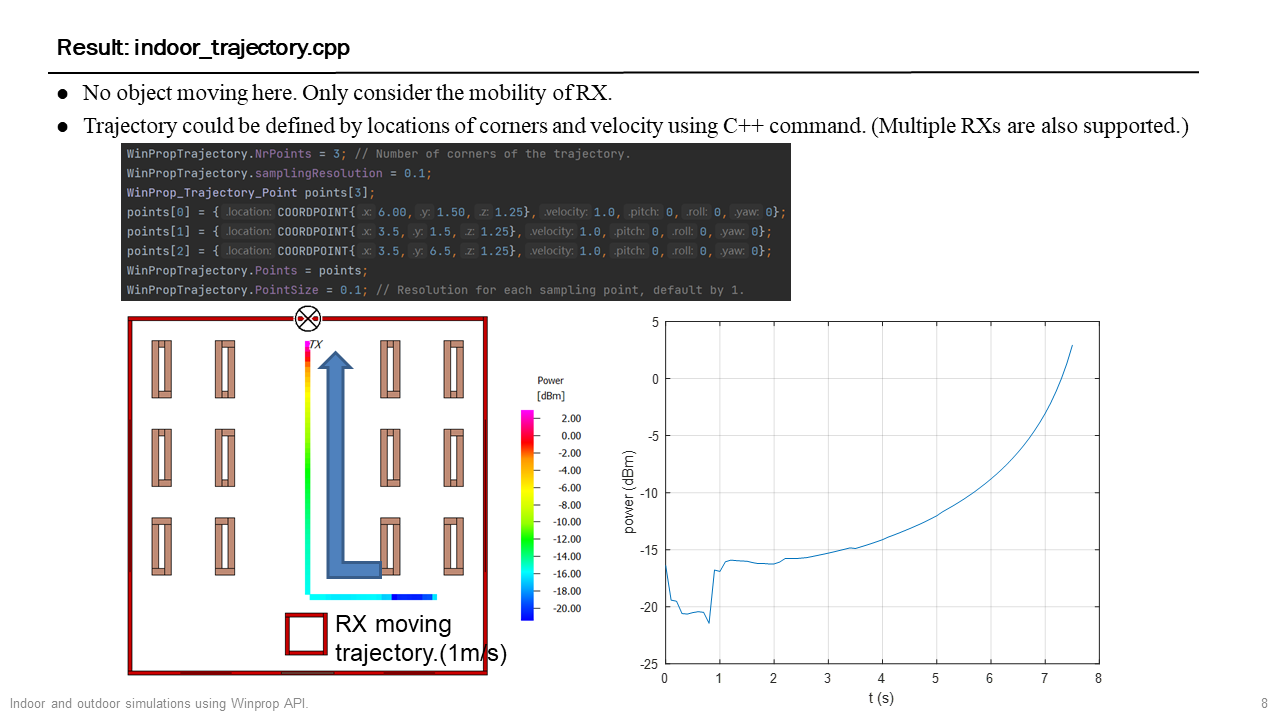 Result: indoor_trajectory.cpp
● No object moving here. Only consider the mobility of RX.
● Trajectory could be defined by locations of corners and velocity using C++ command. (Multiple RXs are also supported.)
WinPropTrajectory.NrPoints = 3; // Number of corners of the trajectory.
WinPropTrajectory.samplingResolution = 0.1;
WinProp_Trajectory_Point points[3];
points[0] = { .location: COORDPOINT{ .x: 6.00, .y: 1.50, .z: 1.25}, .velocity: 1.0, .pitch: 0, .roll: 0, .yaw: 0};
points[1] = { .location: COORDPOINT{ .x: 3.5, .y: 1.5, .z: 1.25}, .velocity: 1.0, .pitch: 0, .roll: 0, .yaw: 0};
points[2] = { .location: COORDPOINT{ .x: 3.5, .y: 6.5, .z: 1.25}, .velocity: 1.0, .pitch: 0, .roll: 0, .yaw: 0};
WinPropTrajectory.Points = points;
WinPropTrajectory.PointSize = 0.1; // Resolution for each sampling point, default by 1.
TX
RX moving
trajectory.(1m/s)
Power
[dBm]
2.00
0.00
-2.00
-4.00
-6.00
-8.00
-10.00
-12.00
-14.00
-16.00
-18.00
-20.00
5
0
-5
-10
-15
-20
-25
power (dBm)
0 1 2 3 4 5 6 7 8
t (s)
Indoor and outdoor simulations using Winprop API.
8